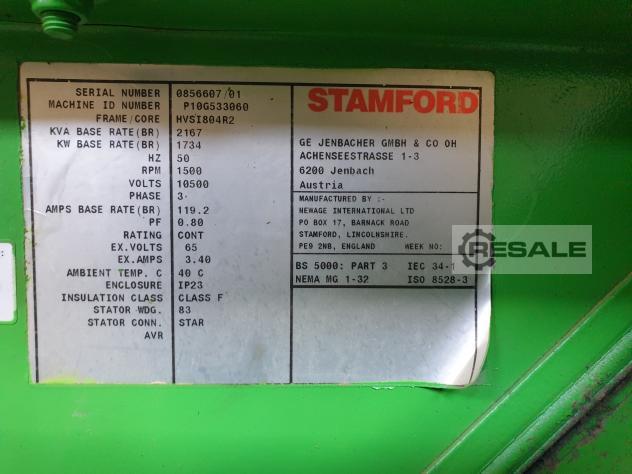 SERIAL NUMBER 0856607/01
MACHINE ID NUMBER P10G533060
FRAME/CORE HVSI804R2
KVA BASE RATE(BR) 2167
KW BASE RATE(BR) 1734
HZ 50
RPM 1500
VOLTS 10500
PHASE 3
AMPS BASE RATE(BR) 119.2
PF 0.80
RATING CONT
EX.VOLTS 65
EX.AMPS 3.40
AMBIENT TEMP. C 40 C
ENCLOSURE IP23
INSULATION CLASS CLASS F
STATOR WDG. 83
STATOR CONN. STAR
AVR
STAMFORD
GE JENBACHER GMBH & CO OH
ACHENSEESTRASSE 1-3
6200 Jenbach
Austria
MANUFACTURED BY :-
NEWAGE INTERNATIONAL LTD
PO BOX 17, BARNACK ROAD
STAMFORD, LINCOLNSHIRE.
PE9 2NB, ENGLAND WEEK NO:
BS 5000: PART 3 IEC 34-1
NEMA MG 1-32 ISO 8528-3
RESALE